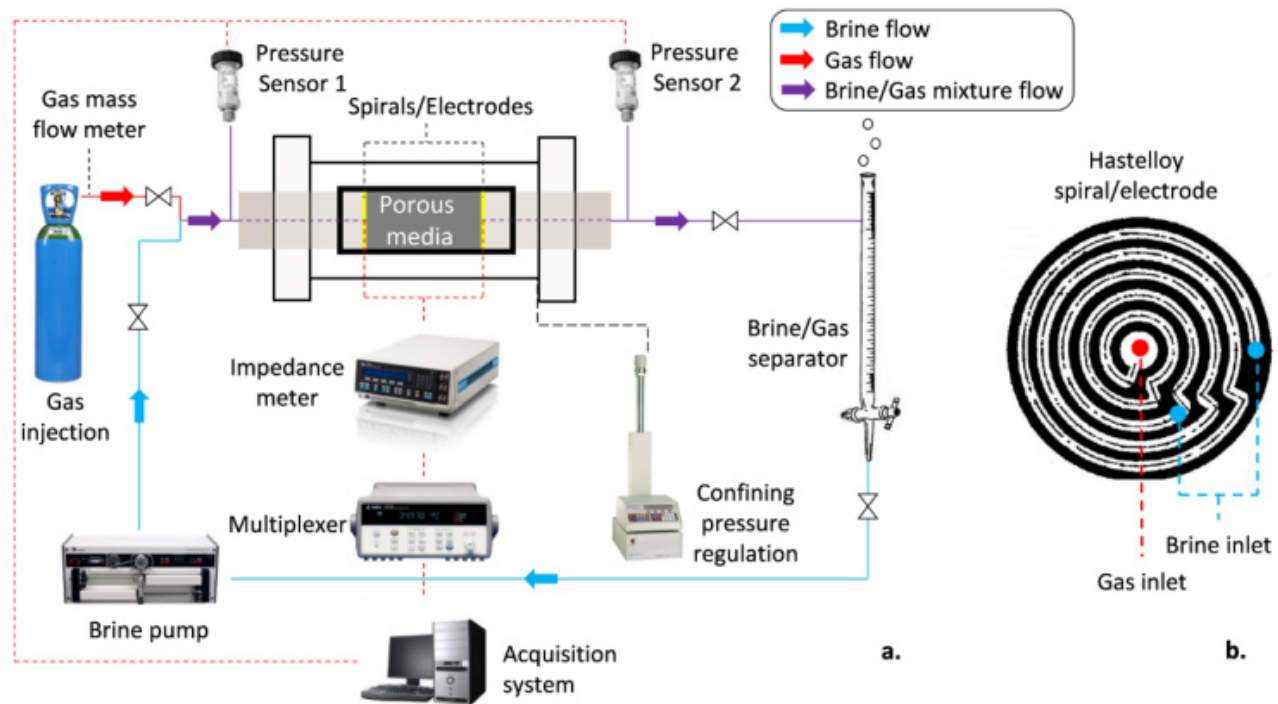 Brine flow
Gas flow
Brine/Gas mixture flow
Pressure
Sensor 1
Pressure
Sensor 2
Gas mass
flow meter
Spirals/Electrodes
Porous
media
Hastelloy
spiral/electrode
Brine/Gas
separator
Impedance
meter
Gas
injection
Multiplexer
Confining
pressure
regulation
Brine inlet
Gas inlet
Brine pump
Acquisition
system
a.
b.